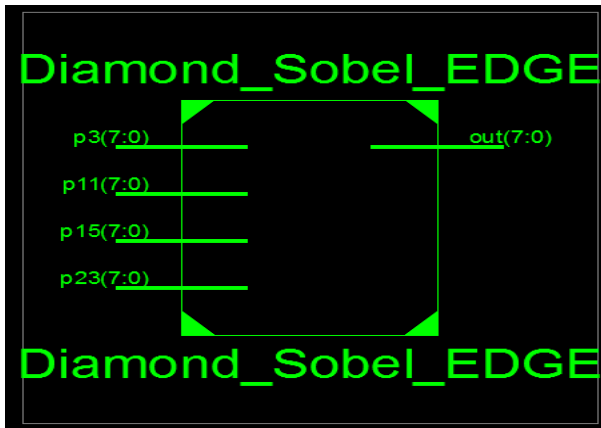 Diamond_Sobel_EDGE
p3(7:0)
out(7:0)
p11(7:0)
p15(7:0)
p23(7:0)
Diamond_Sobel_EDGE